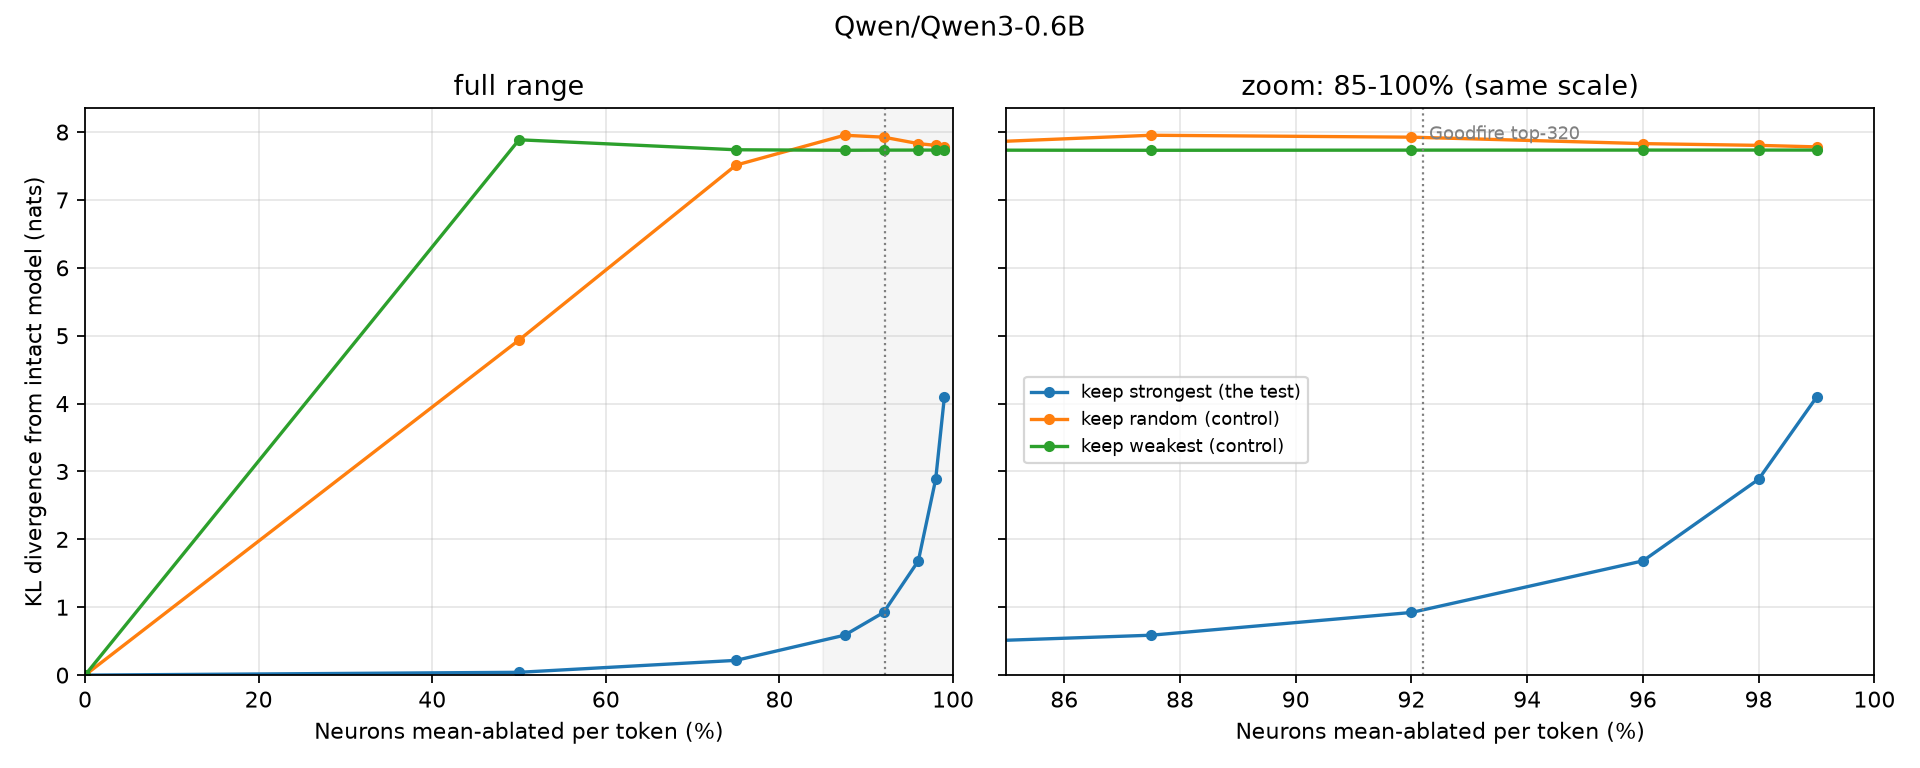 Qwen/Qwen3-0.6B
full range
KL divergence from intact model (nats)
8
7
6
5
4
3
2
1
0
0 20 40 60 80 100
Neurons mean-ablated per token (%)
zoom: 85-100% (same scale)
Goodfire top-320
keep strongest (the test)
keep random (control)
keep weakest (control)
86 88 90 92 94 96 98 100
Neurons mean-ablated per token (%)